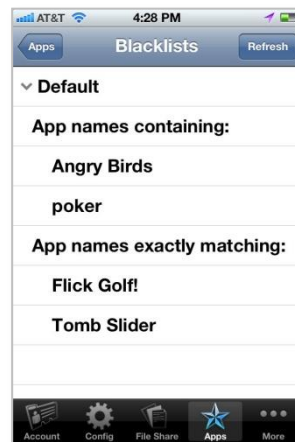 AT&T 4:28 PM
Apps Blacklists Refresh
Default
App names containing:
Angry Birds
poker
App names exactly matching:
Flick Golf!
Tomb Slider
Account Config File Share Apps More